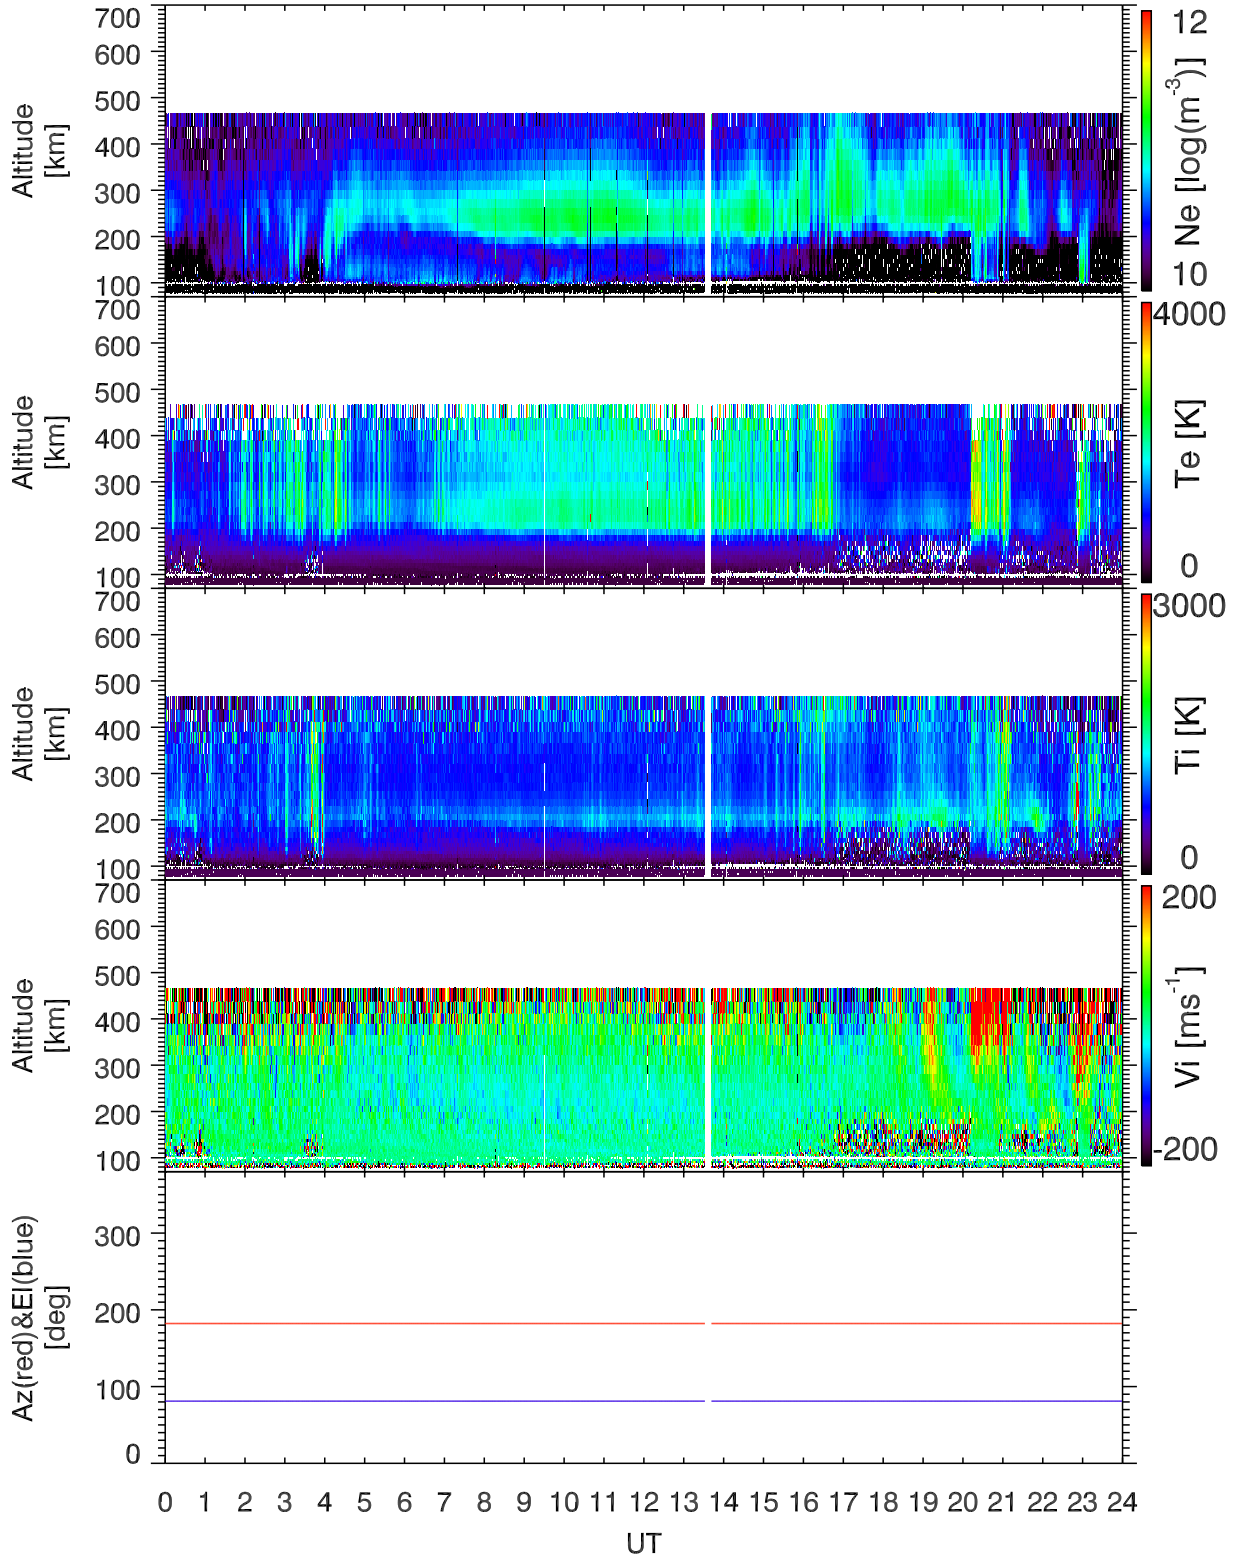 700
600
500
400
300
200
100
Altitude
[km]
12
10
Ne [log(m⁻³)]
700
600
500
400
300
200
100
Altitude
[km]
4000
0
Te [K]
700
600
500
400
300
200
100
Altitude
[km]
3000
0
Ti [K]
700
600
500
400
300
200
100
Altitude
[km]
200
-200
Vi [ms⁻¹]
300
200
100
0
Az(red)&El(blue)
[deg]
0 1 2 3 4 5 6 7 8 9 10 11 12 13 14 15 16 17 18 19 20 21 22 23 24
UT